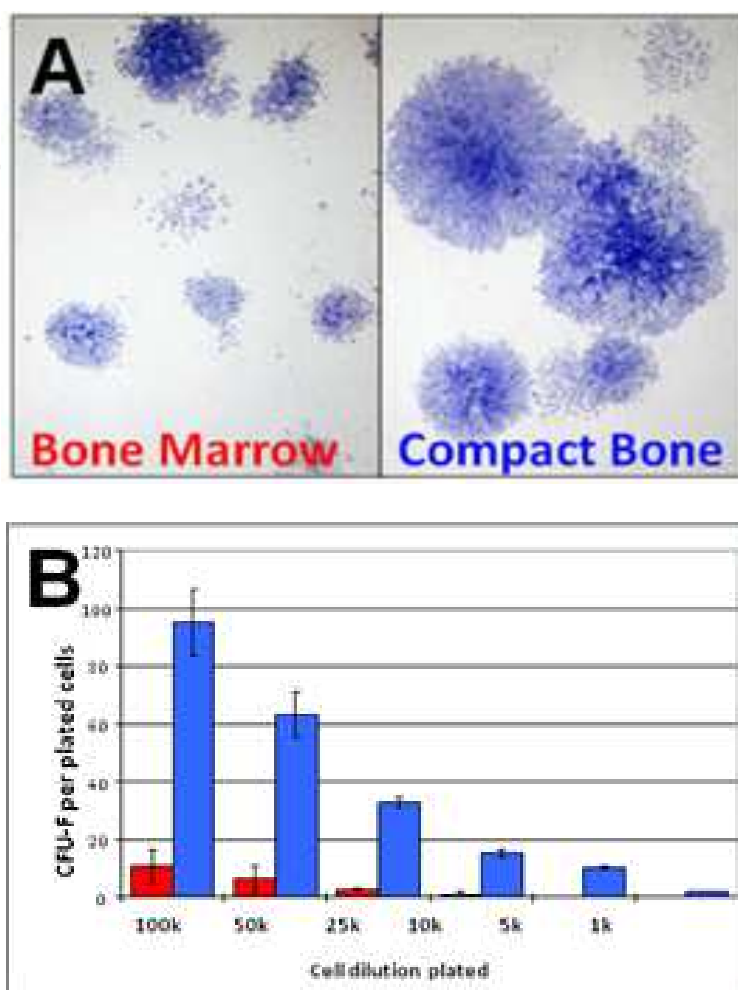 A
Bone Marrow
Compact Bone
B
120
100
80
60
40
20
0
CFU-F per plated cells
100k 50k 25k 10k 5k 1k
Cell dilution plated